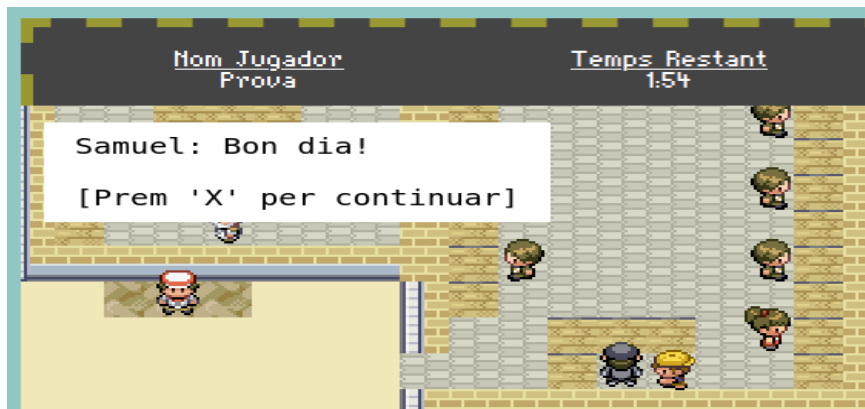 Nom Jugador
Prova
Temps Restant
1:54
Samuel: Bon dia!
[Prem 'X' per continuar]